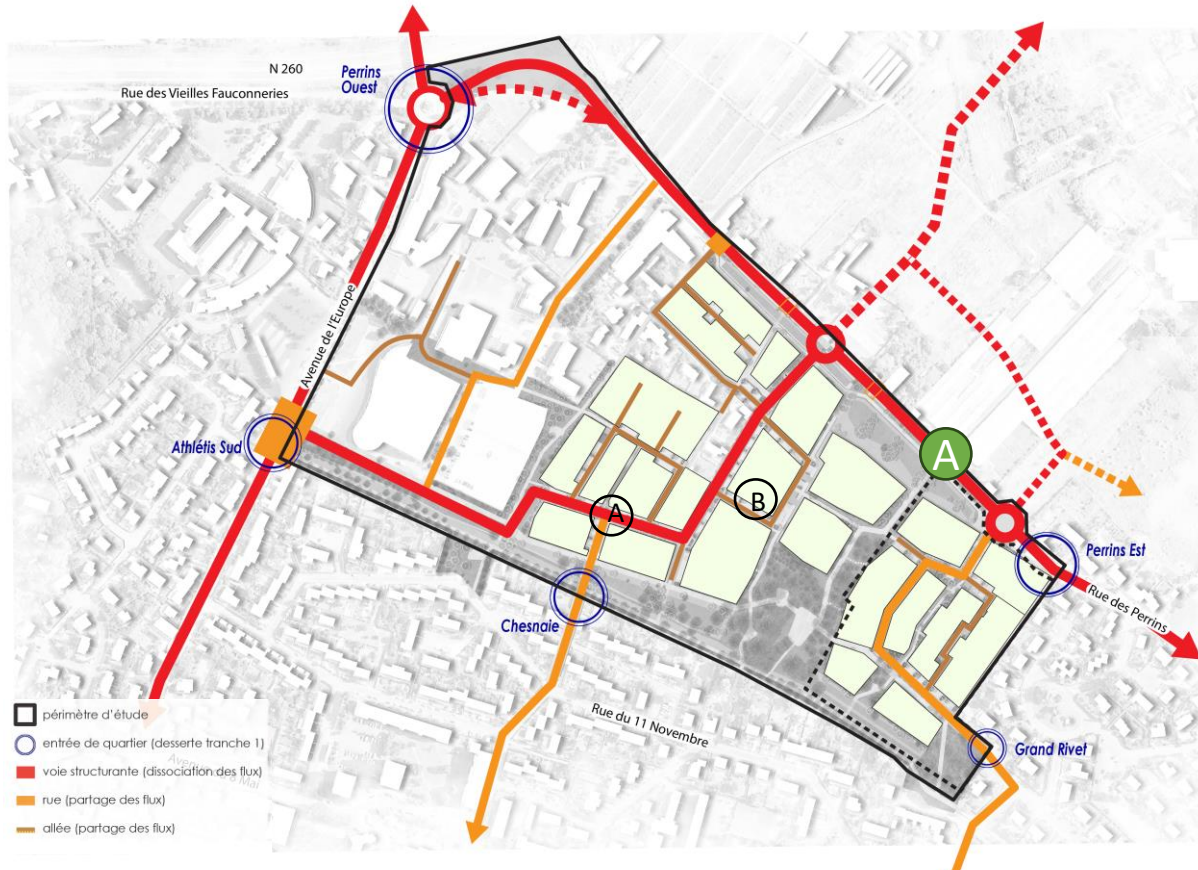 N 260
Perrins
Ouest
Rue des Vieilles Fauconneries
Avenue de l'Europe
Athlétis Sud
A
B
A
Perrins Est
Rue des Perrins
Chesnaie
Rue du 11 Novembre
Grand Rivet
périmètre d'étude
entrée de quartier (desserte tranche 1)
voie structurante (dissociation des flux)
rue (partage des flux)
allée (partage des flux)